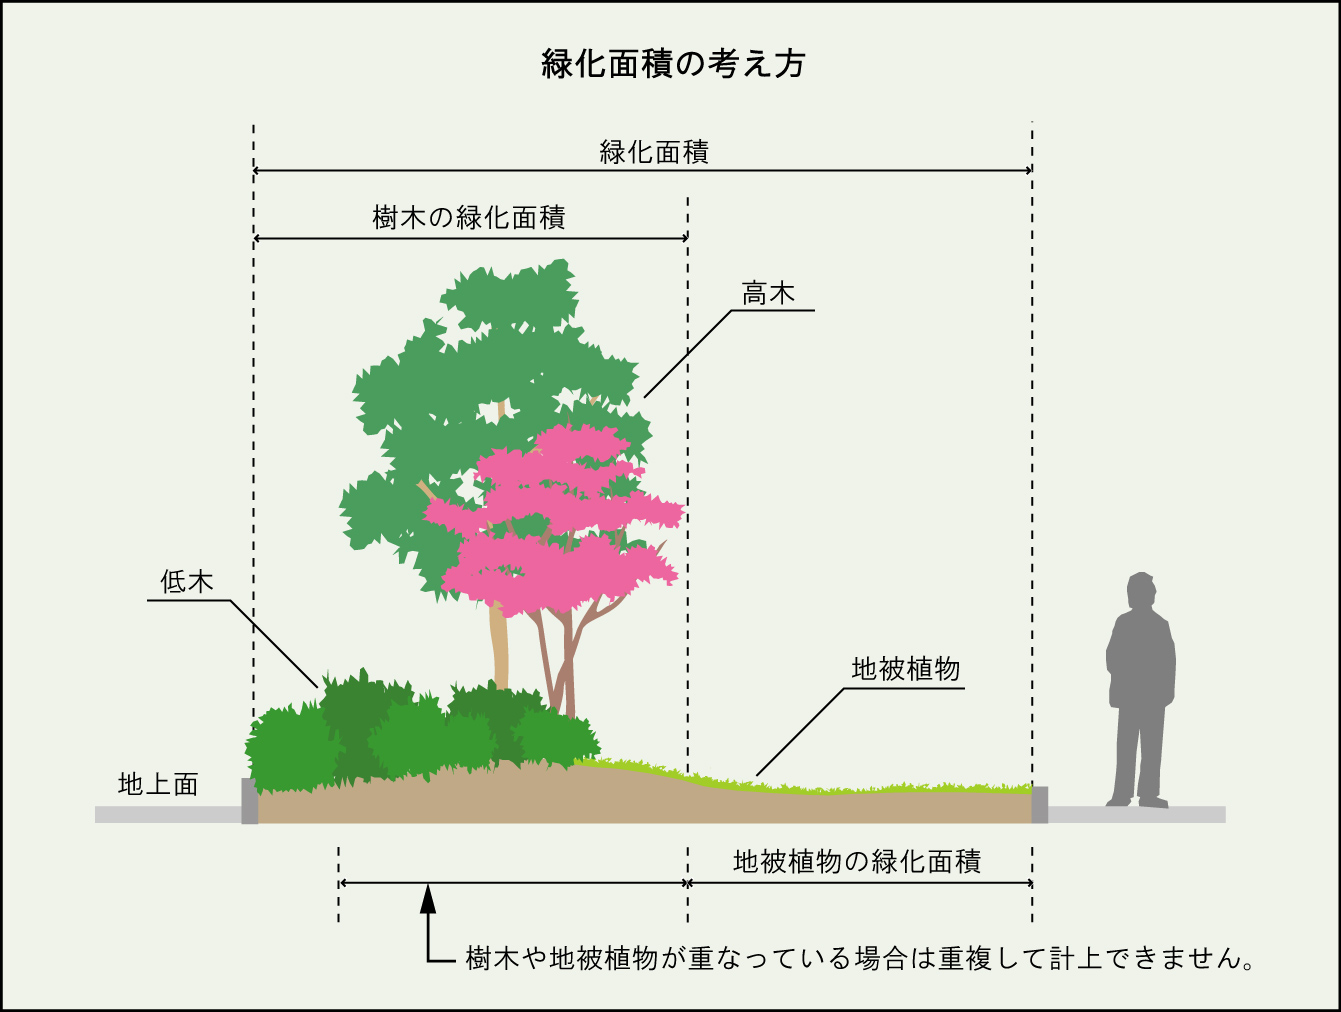 緑化面積の考え方
緑化面積
樹木の緑化面積
高木
低木
地被植物
地上面
地被植物の緑化面積
樹木や地被植物が重なっている場合は重複して計上できません。